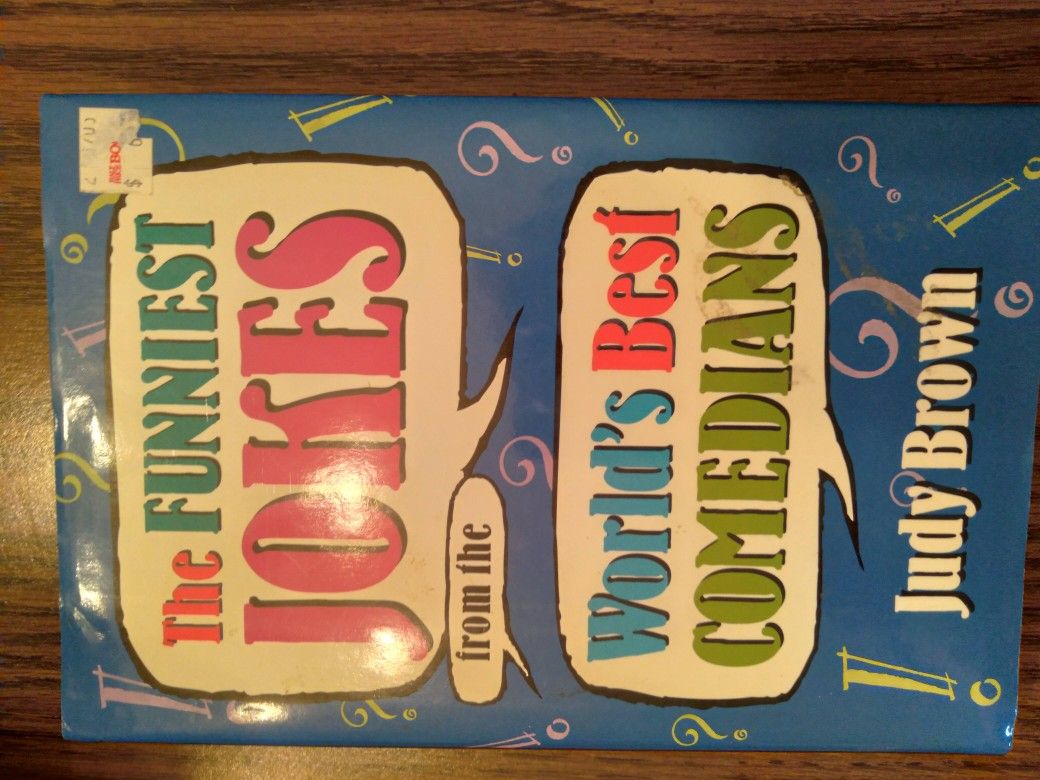 The FUNNIEST
JOKES
from the
World's Best
COMEDIANS
Judy Brown